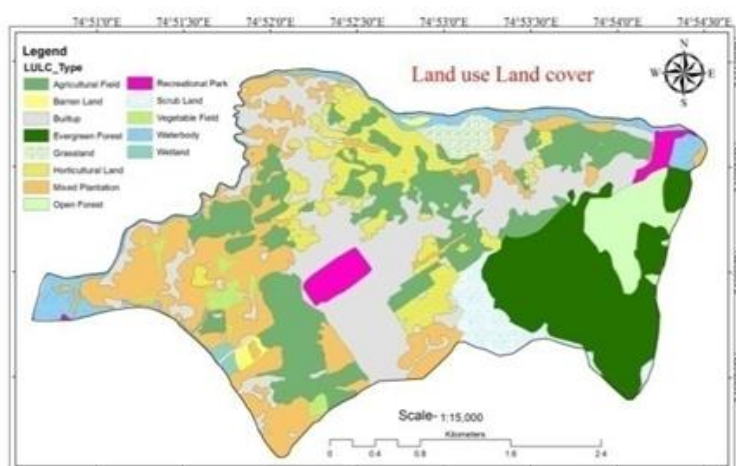 74°51'0"E 74°51'30"E 74°52'0"E 74°52'30"E 74°53'0"E 74°53'30"E 74°54'0"E 74°54'30"E
Legend
LULC_Type
Agricultural Field
Barren Land
Builtup
Evergreen Forest
Grassland
Horticultural Land
Mixed Plantation
Open Forest
Recreational Park
Scrub Land
Vegetable Field
Waterbody
Wetland
Land use Land cover
N
W E
S
Scale- 1:15,000
Kilometers
0 0.4 0.8 1.6 2.4